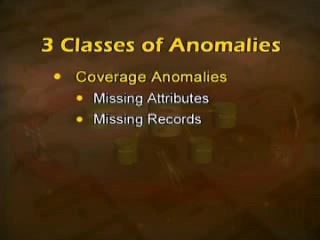 3 Classes of Anomalies
Coverage Anomalies
Missing Attributes
Missing Records